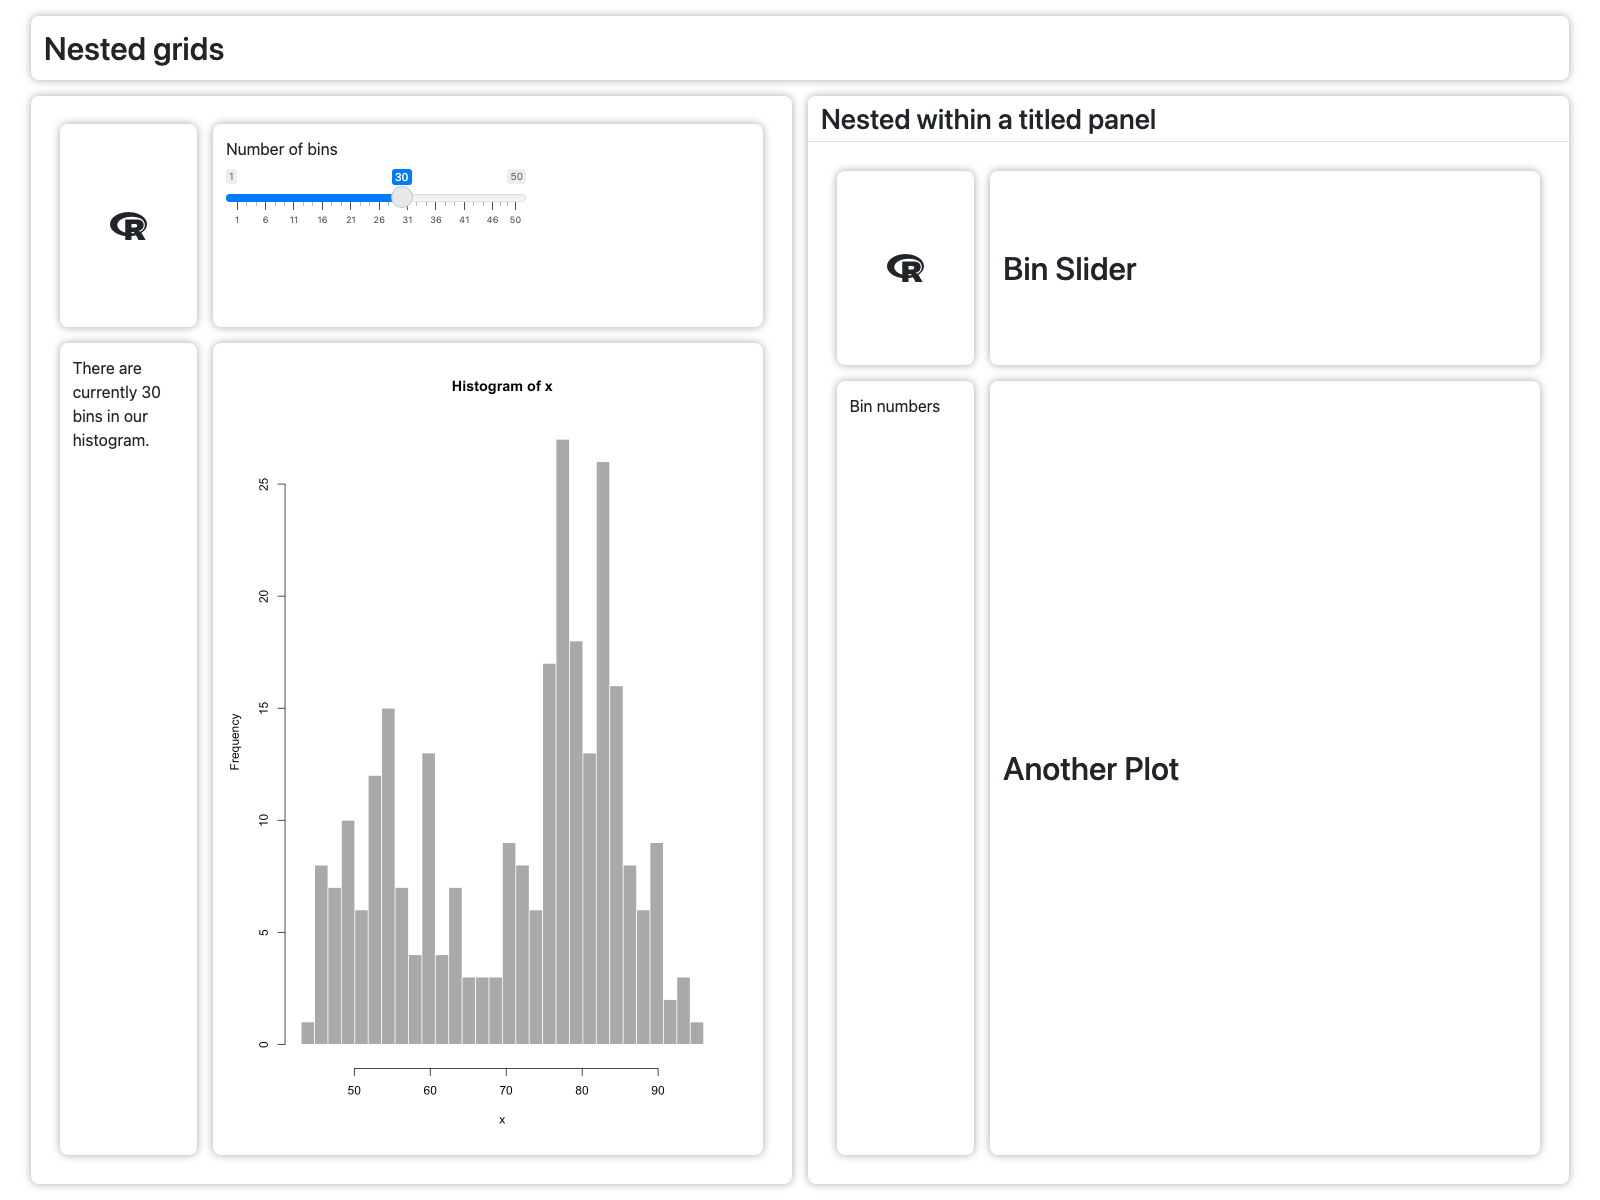 Nested grids
Number of bins
1 30 50
1 6 11 16 21 26 31 36 41 46 50
R
There are
currently 30
bins in our
histogram.
Histogram of x
25
20
15
10
5
0
Frequency
50 60 70 80 90
x
Nested within a titled panel
R
Bin Slider
Bin numbers
Another Plot